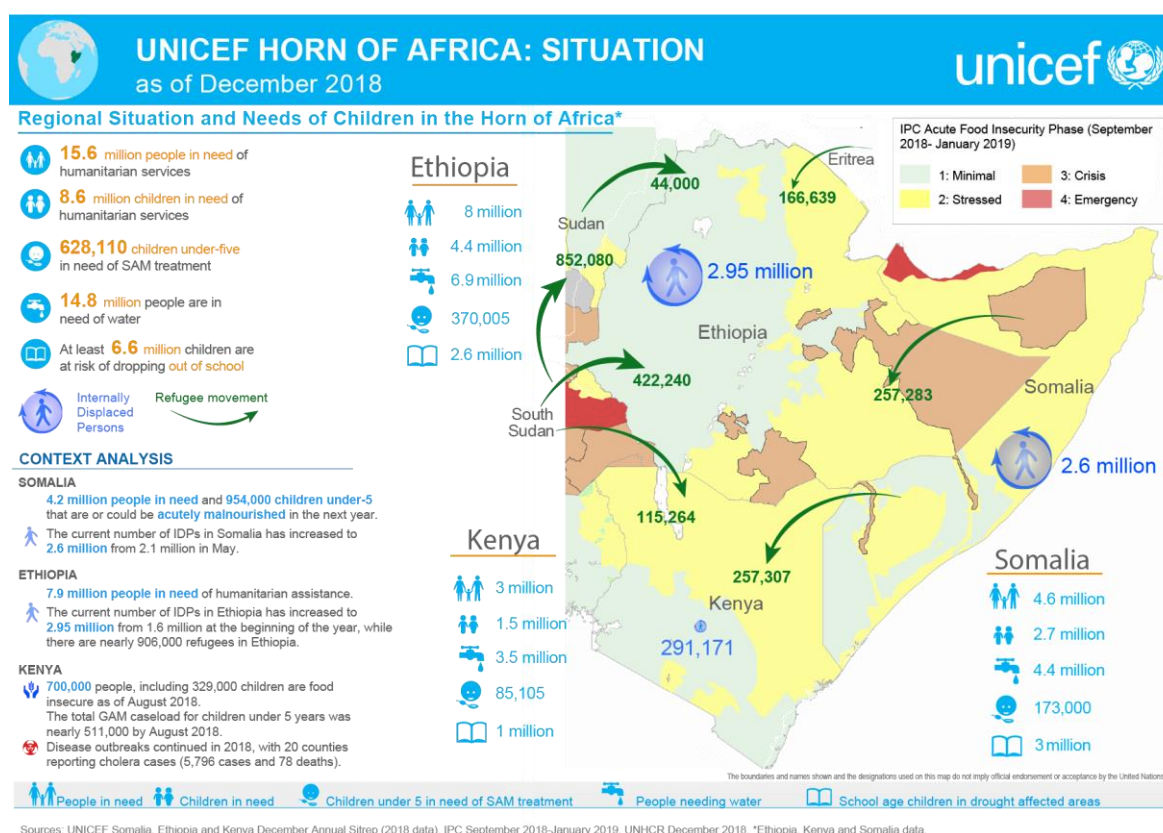 UNICEF HORN OF AFRICA: SITUATION
as of December 2018
unicef
Regional Situation and Needs of Children in the Horn of Africa*
15.6 million people in need of
humanitarian services
8.6 million children in need of
humanitarian services
628,110 children under-five
in need of SAM treatment
14.8 million people are in
need of water
At least 6.6 million children are
at risk of dropping out of school
Internally
Displaced
Persons
Refugee movement
CONTEXT ANALYSIS
SOMALIA
4.2 million people in need and 954,000 children under-5
that are or could be acutely malnourished in the next year.
The current number of IDPs in Somalia has increased to
2.6 million from 2.1 million in May.
ETHIOPIA
7.9 million people in need of humanitarian assistance.
The current number of IDPs in Ethiopia has increased to
2.95 million from 1.6 million at the beginning of the year, while
there are nearly 906,000 refugees in Ethiopia.
KENYA
700,000 people, including 329,000 children are food
insecure as of August 2018.
The total GAM caseload for children under 5 years was
nearly 511,000 by August 2018.
Disease outbreaks continued in 2018, with 20 counties
reporting cholera cases (5,796 cases and 78 deaths).
Ethiopia
8 million
4.4 million
6.9 million
370,005
2.6 million
Kenya
3 million
1.5 million
3.5 million
85,105
1 million
IPC Acute Food Insecurity Phase (September
2018- January 2019)
1: Minimal
3: Crisis
2: Stressed
4: Emergency
Eritrea
44,000
166,639
Sudan
852,080
2.95 million
Ethiopia
422,240
257,283
Somalia
South
Sudan
2.6 million
115,264
257,307
Kenya
291,171
Somalia
4.6 million
2.7 million
4.4 million
173,000
3 million
The boundaries and names shown and the designations used on this map do not imply official endorsement or acceptance by the United Nations
People in need
Children in need
Children under 5 in need of SAM treatment
People needing water
School age children in drought affected areas
Sources: UNICEF Somalia, Ethiopia and Kenya December Annual Sitrep (2018 data), IPC September 2018-January 2019, UNHCR December 2018. *Ethiopia, Kenya and Somalia data